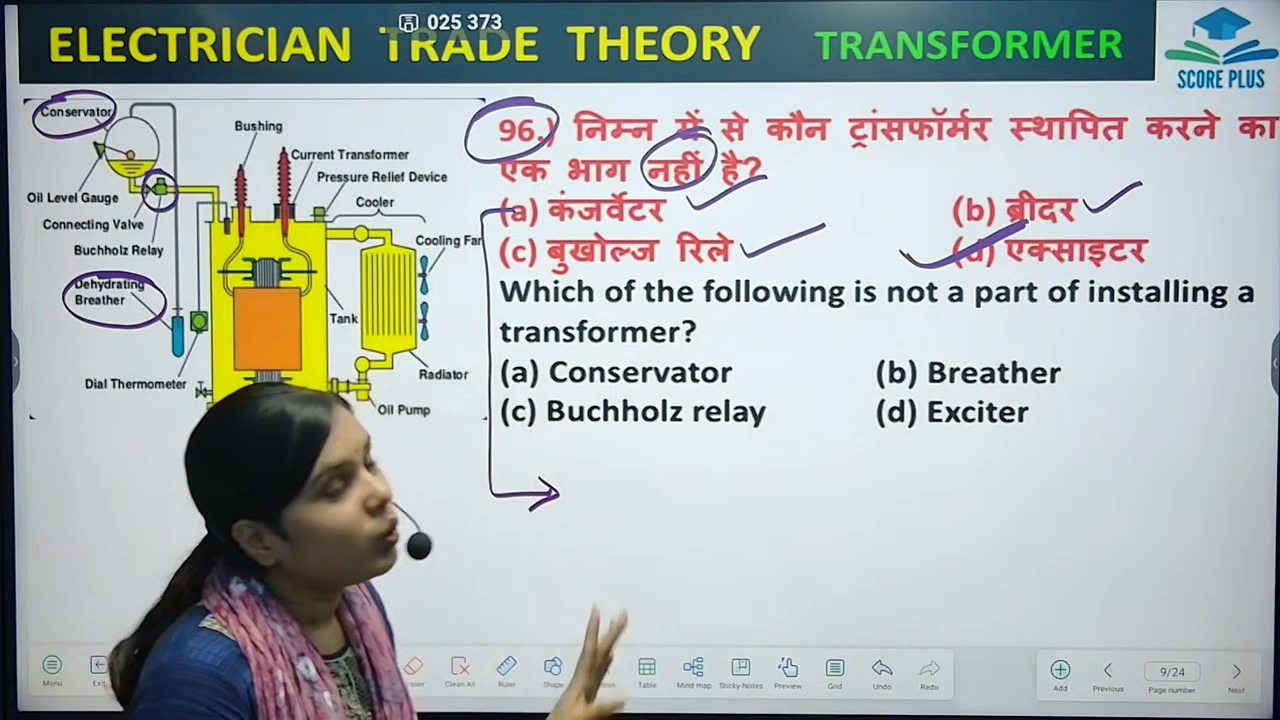 025 373
ELECTRICIAN TRADE THEORY TRANSFORMER
SCORE PLUS
Conservator
Bushing
Current Transformer
Pressure Relief Device
Cooler
Oil Level Gauge
Connecting Valve
Buchholz Relay
Cooling Fan
Dehydrating
Breather
Tank
Dial Thermometer
Radiator
Oil Pump
96.) निम्न में से कौन ट्रांसफॉर्मर स्थापित करने का
एक भाग नहीं है?
(a) कंजर्वेटर (b) ब्रीदर
(c) बुखोल्ज रिले (d) एक्साइटर
Which of the following is not a part of installing a
transformer?
(a) Conservator (b) Breather
(c) Buchholz relay (d) Exciter
Menu
Clean All
Ruler
Table
Mind map
Sticky-Notes
Preview
Grid
Undo
Redo
Add
Previous
9/24
Page number
Next